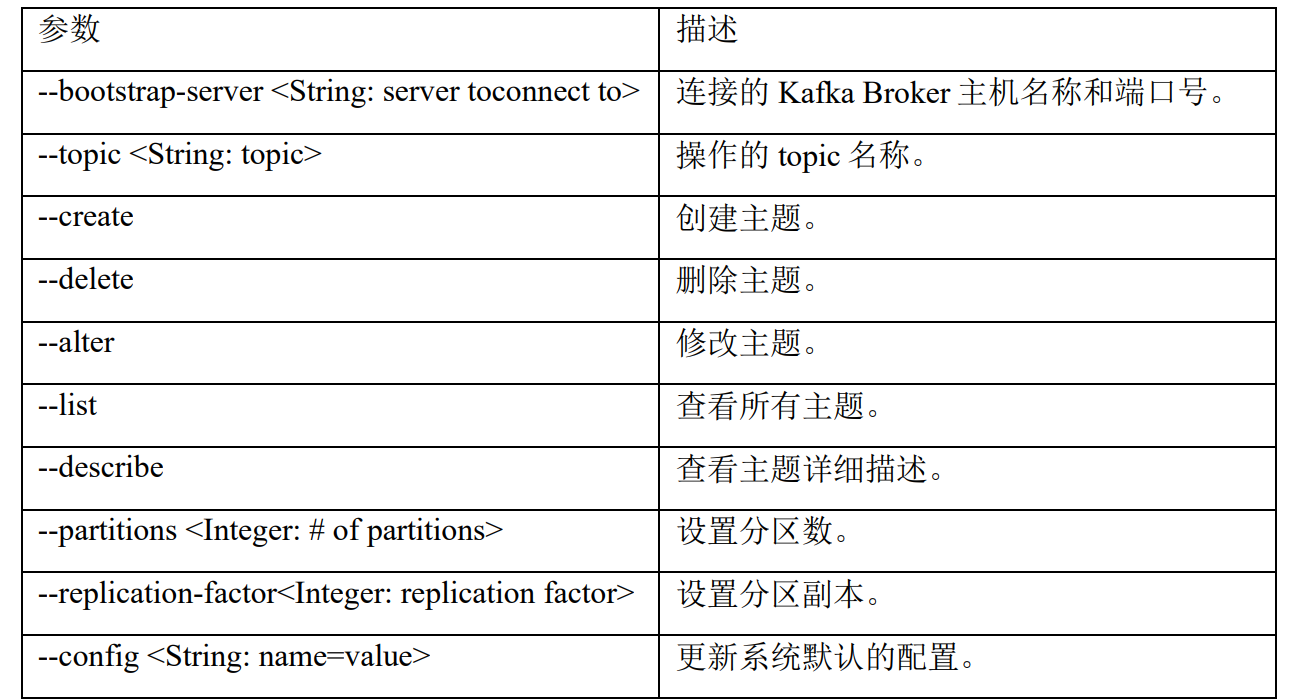 参数 描述
--bootstrap-server <String: server toconnect to> 连接的 Kafka Broker 主机名称和端口号。
--topic <String: topic> 操作的 topic 名称。
--create 创建主题。
--delete 删除主题。
--alter 修改主题。
--list 查看所有主题。
--describe 查看主题详细描述。
--partitions <Integer: # of partitions> 设置分区数。
--replication-factor<Integer: replication factor> 设置分区副本。
--config <String: name=value> 更新系统默认的配置。